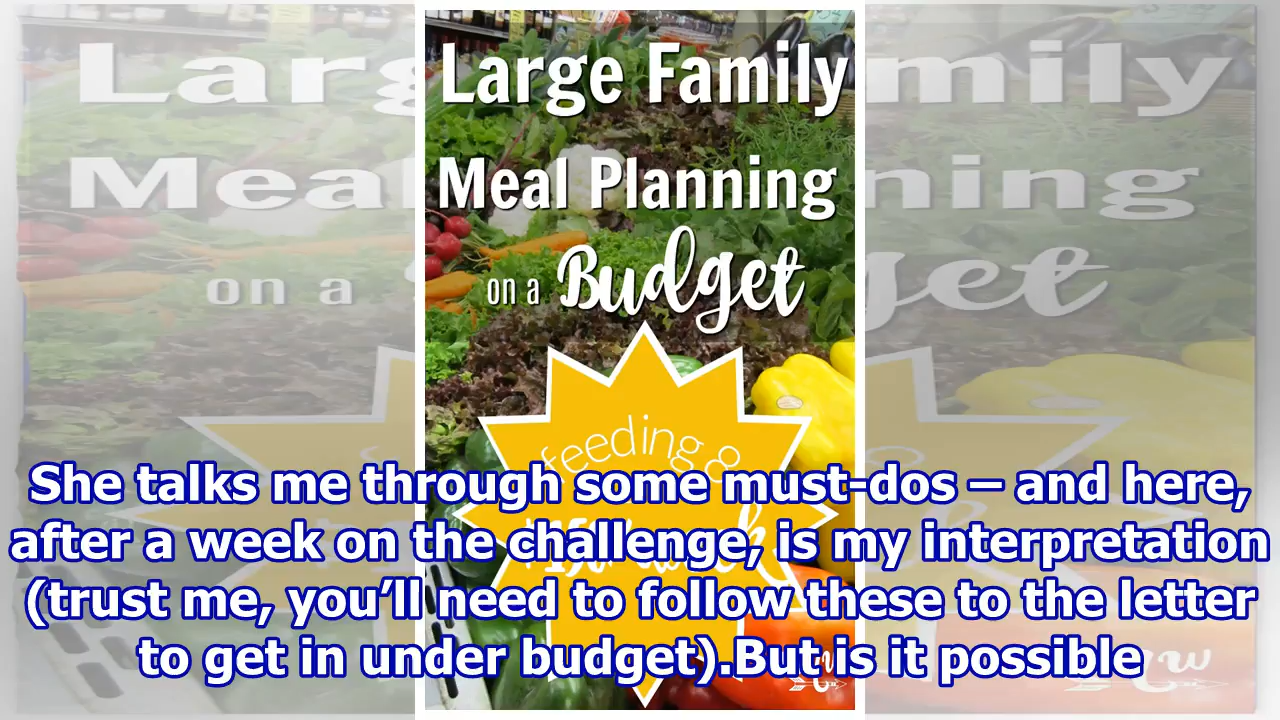 Large Family
Meal Planning
on a Budget
feeding 8
She talks me through some must-dos – and here,
after a week on the challenge, is my interpretation
(trust me, you’ll need to follow these to the letter
to get in under budget).But is it possible